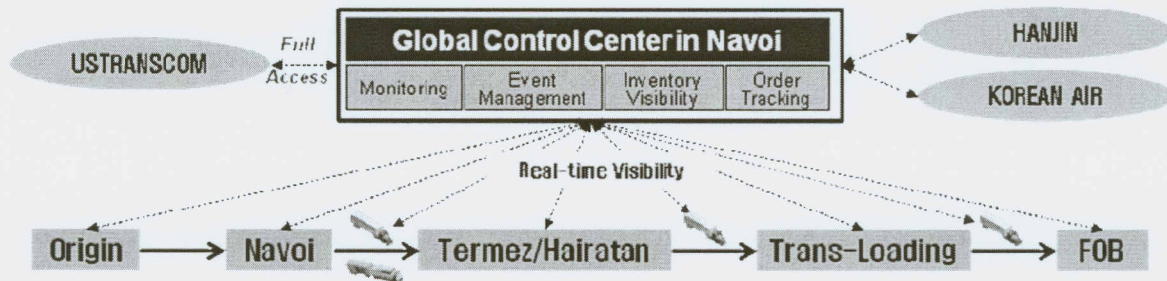 Global Control Center in Navoi
USTRANSCOM
Full
Access
Monitoring
Event
Management
Inventory
Visibility
Order
Tracking
HANJIN
KOREAN AIR
Real-time Visibility
Origin
Navoi
Termez/Hairatan
Trans-Loading
FOB